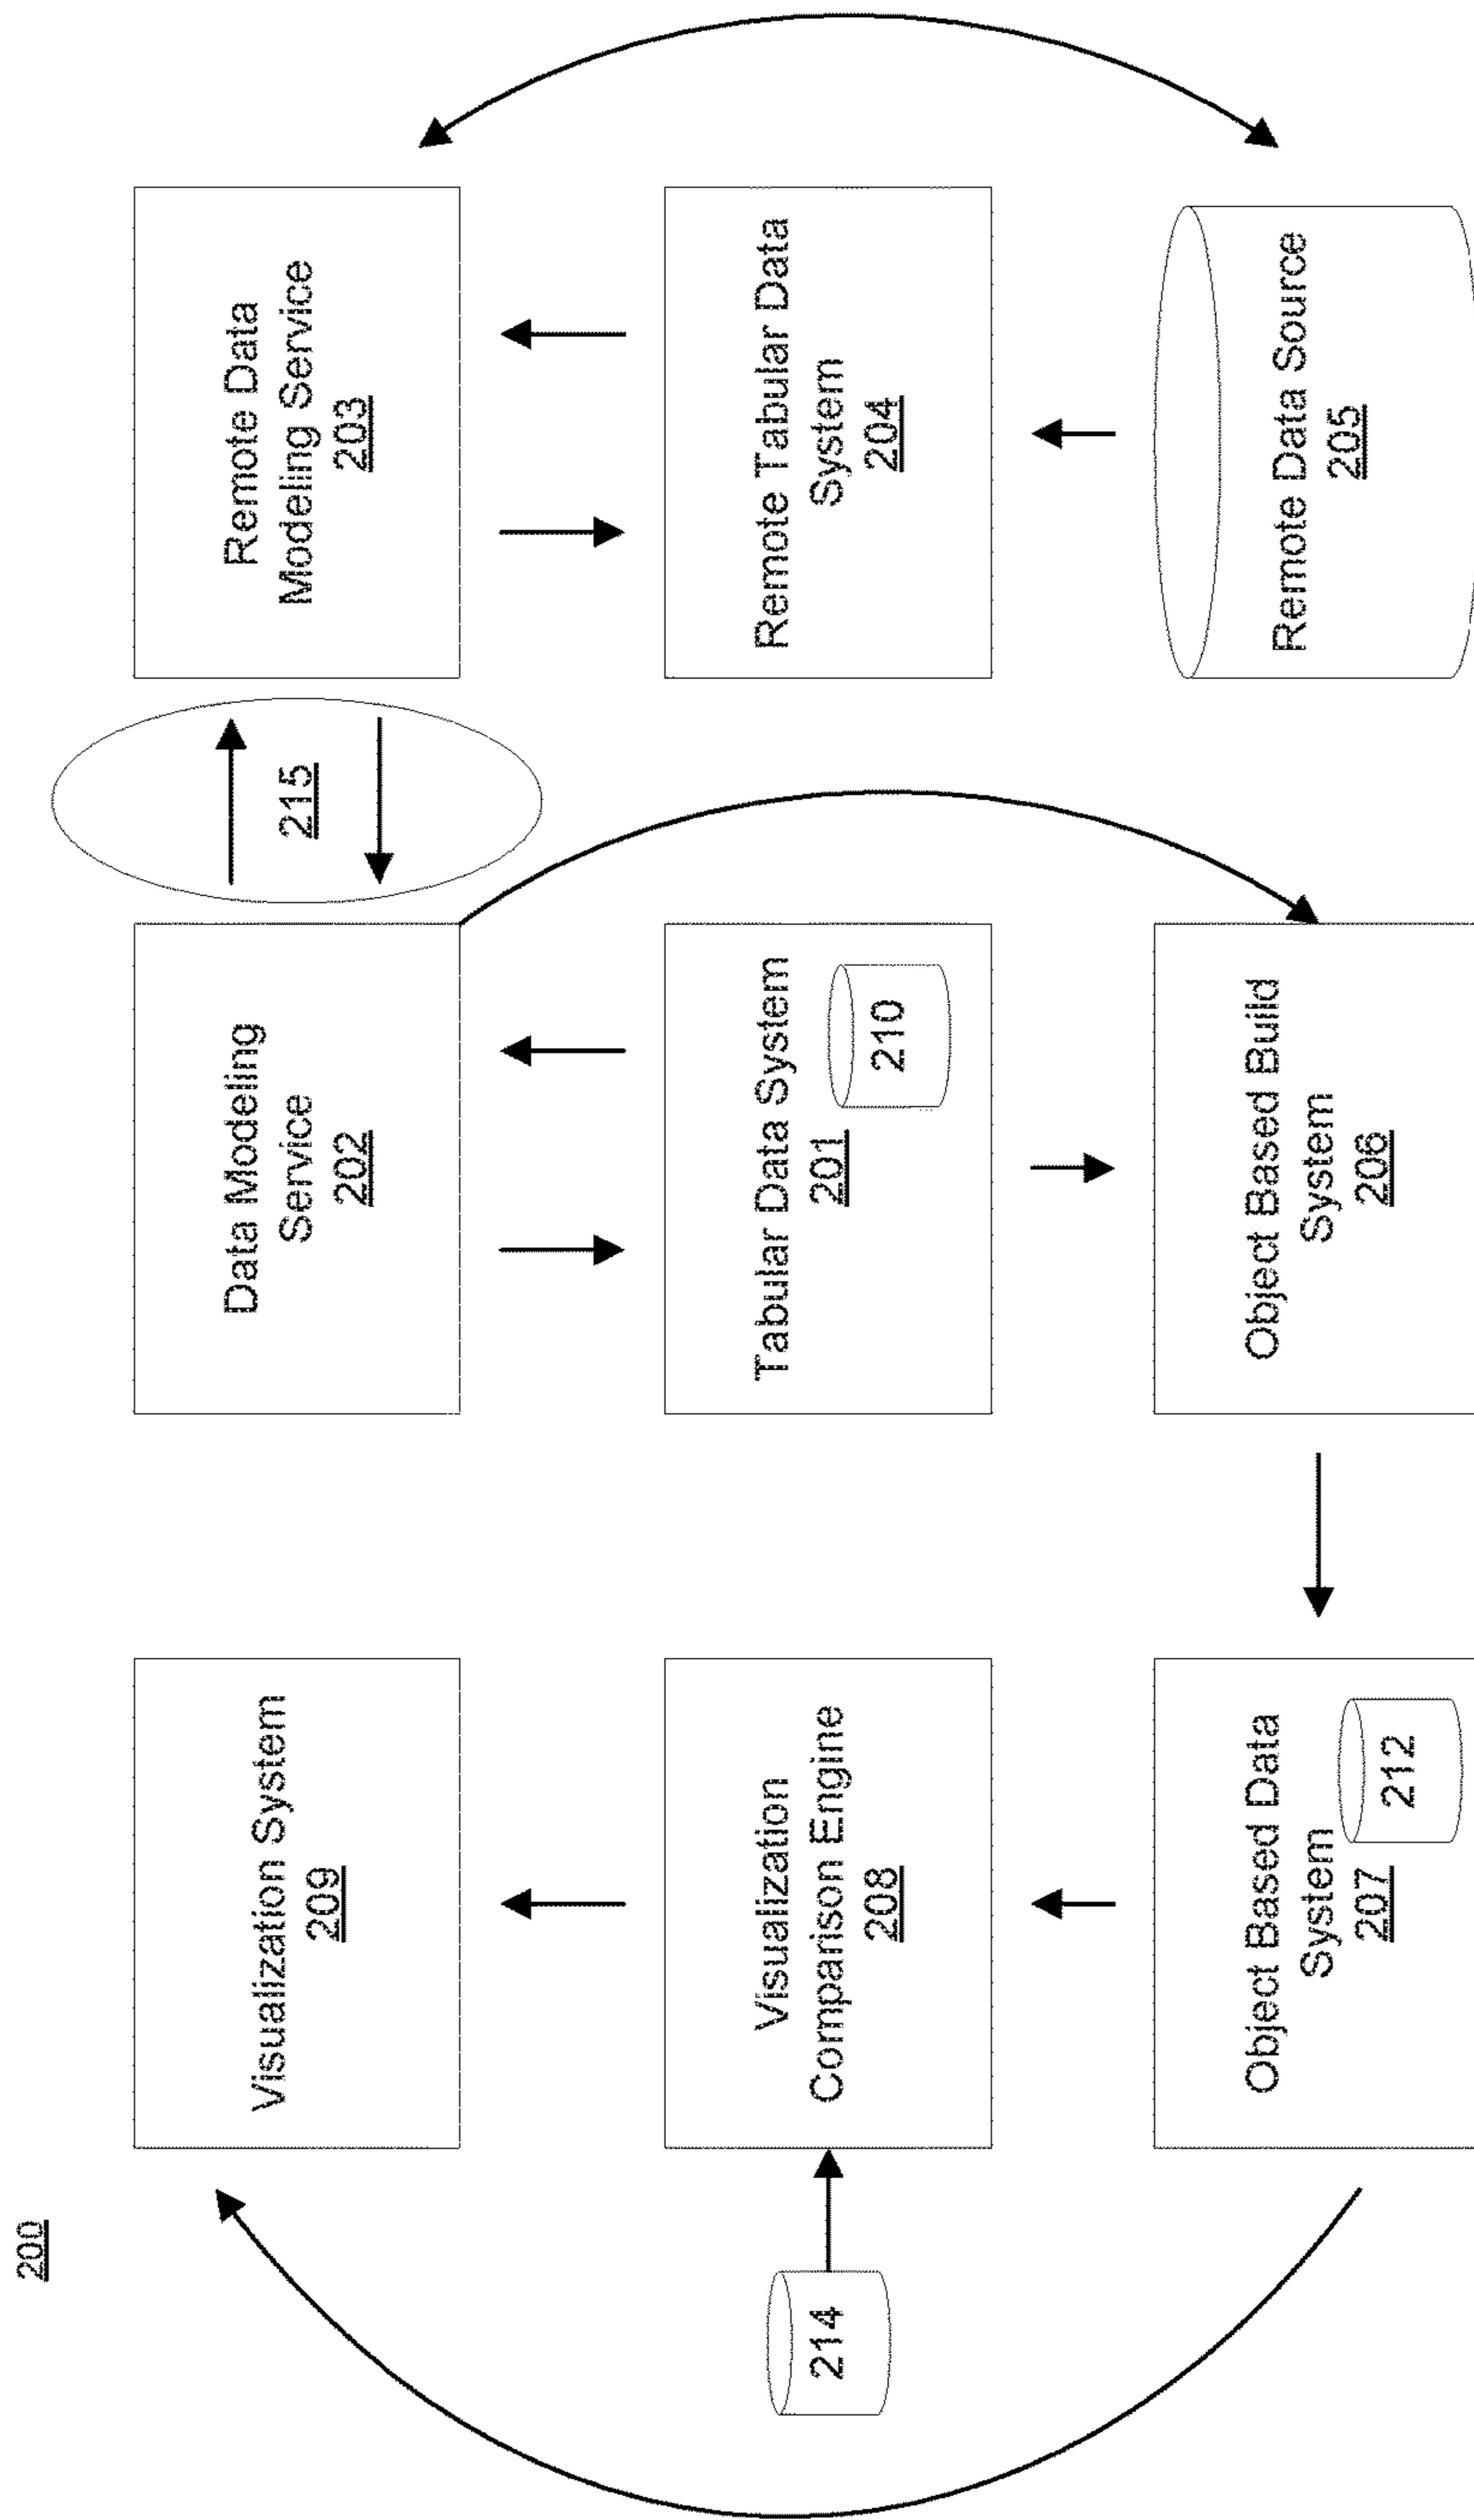 200
Visualization System
209
Data Modeling
Service
202
215
Remote Data
Modeling Service
203
214
Visualization
Comparison Engine
208
Tabular Data System
201
210
Remote Tabular Data
System
204
Object Based Data
System
207
212
Object Based Build
System
206
Remote Data Source
205